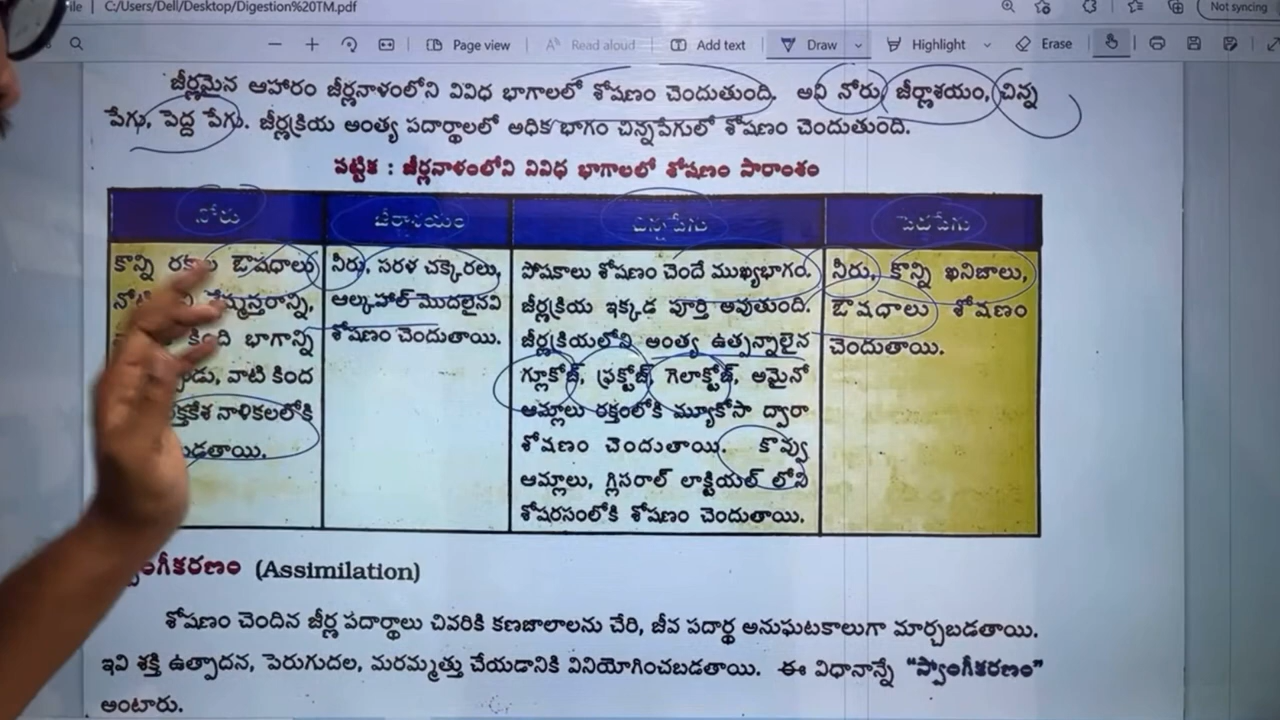 ile | C:/Users/Dell/Desktop/Digestion%20TM.pdf
Not syncing
Page view
Read aloud
Add text
Draw
Highlight
Erase
జీర్ణమైన ఆహారం జీర్ణనాళంలోని వివిధ భాగాలలో శోషణం చెందుతుంది. అవి నోరు, జీర్ణాశయం, చిన్న
పేగు, పెద్ద పేగు. జీర్ణక్రియ అంత్య పదార్థాలలో అధిక భాగం చిన్నపేగులో శోషణం చెందుతుంది.
పట్టిక : జీర్ణనాళంలోని వివిధ భాగాలలో శోషణం సారాంశం
నోరు
జీర్ణాశయం
చిన్నపేగు
పెద్దపేగు
కొన్ని రకాల ఔషధాలు
కింది భాగాన్ని
వాటి కింద
నాళికలలోకి
నీరు, సరళ చక్కెరలు,
ఆల్కహాల్ మొదలైనవి
శోషణం చెందుతాయి.
పోషకాలు శోషణం చెందే ముఖ్యభాగం.
జీర్ణక్రియ ఇక్కడ పూర్తి అవుతుంది.
జీర్ణక్రియలోని అంత్య ఉత్పన్నాలైన
గ్లూకోజ్, ఫ్రక్టోజ్, గెలాక్టోజ్, అమైనో
ఆమ్లాలు రక్తంలోకి మ్యూకోసా ద్వారా
శోషణం చెందుతాయి. కొవ్వు
ఆమ్లాలు, గ్లిసరాల్ లాక్టియల్ లోని
శోషరసంలోకి శోషణం చెందుతాయి.
నీరు, కొన్ని ఖనిజాలు,
ఔషధాలు శోషణం
చెందుతాయి.
(Assimilation)
శోషణం చెందిన జీర్ణ పదార్థాలు చివరికి కణజాలాలను చేరి, జీవ పదార్థ అనుఘటకాలుగా మార్చబడతాయి.
ఇవి శక్తి ఉత్పాదన, పెరుగుదల, మరమ్మత్తు చేయడానికి వినియోగించబడతాయి. ఈ విధానాన్నే “స్వాంగీకరణం”
అంటారు.